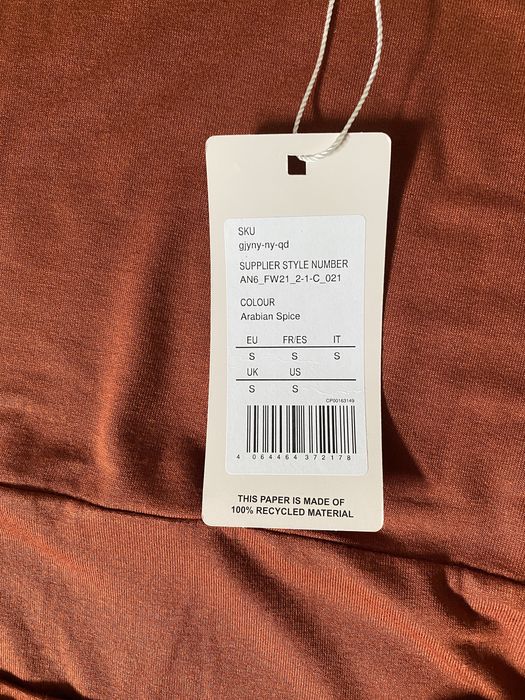 SKU
gjyny-ny-qd
SUPPLIER STYLE NUMBER
AN6_FW21_2-1-C_021
COLOUR
Arabian Spice
EU FR/ES IT
S S S
UK US
S S
CP00163149
4 064464 372178
THIS PAPER IS MADE OF
100% RECYCLED MATERIAL